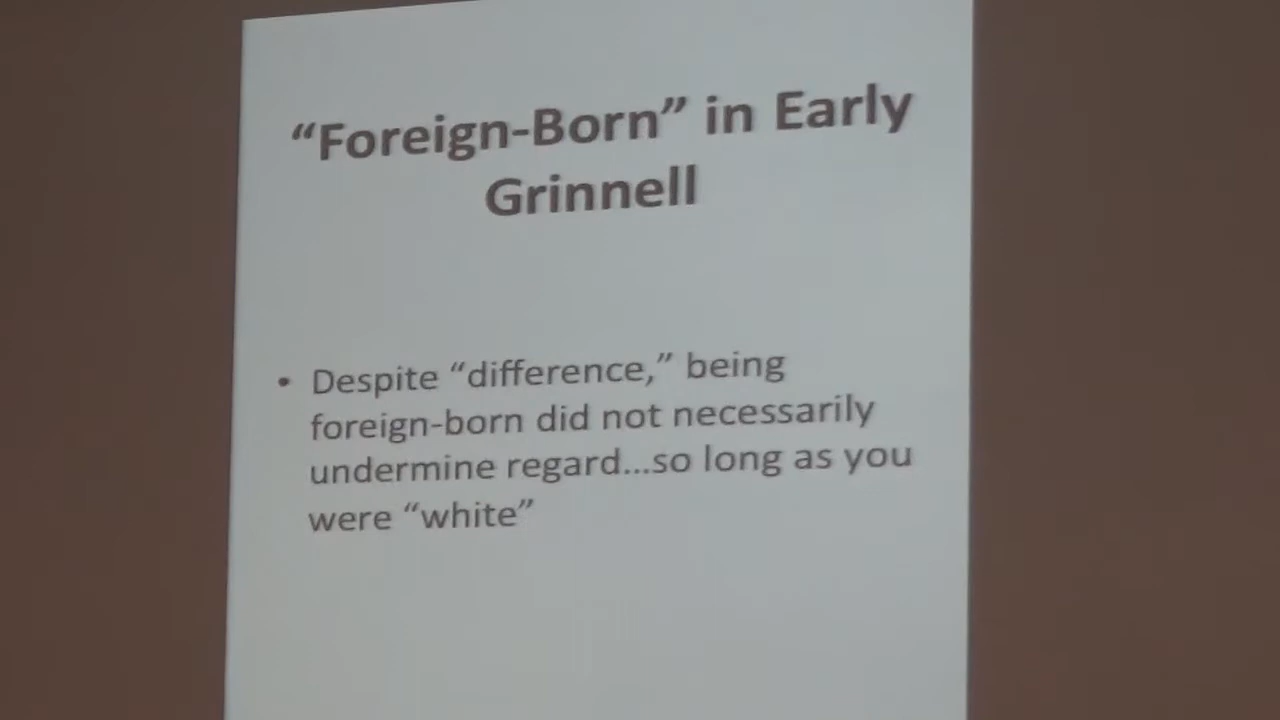 “Foreign-Born” in Early
Grinnell
• Despite “difference,” being
foreign-born did not necessarily
undermine regard...so long as you
were “white”